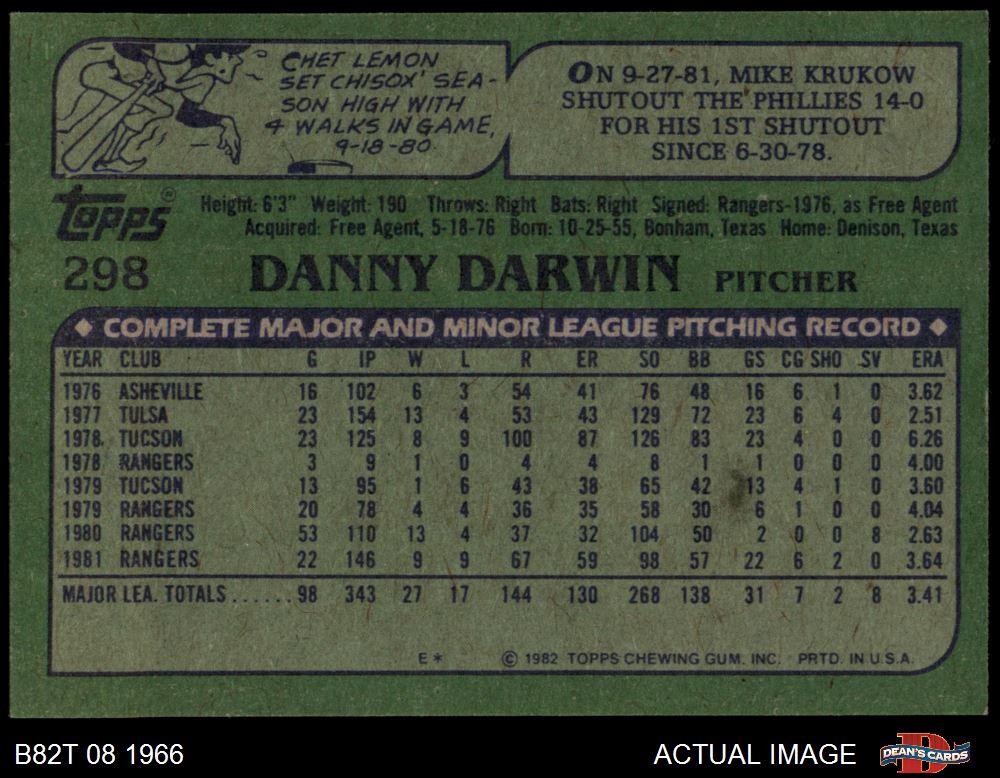 CHET LEMON
SET CHISOX' SEA-
SON HIGH WITH
4 WALKS IN GAME,
9-18-80.
ON 9-27-81, MIKE KRUKOW
SHUTOUT THE PHILLIES 14-0
FOR HIS 1ST SHUTOUT
SINCE 6-30-78.
Topps®
Height: 6'3" Weight: 190 Throws: Right Bats: Right Signed: Rangers-1976, as Free Agent
Acquired: Free Agent, 5-18-76 Born: 10-25-55, Bonham, Texas Home: Denison, Texas
298 DANNY DARWIN PITCHER
◆ COMPLETE MAJOR AND MINOR LEAGUE PITCHING RECORD ◆
YEAR CLUB G IP W L R ER SO BB GS CG SHO SV ERA
1976 ASHEVILLE 16 102 6 3 54 41 76 48 16 6 1 0 3.62
1977 TULSA 23 154 13 4 53 43 129 72 23 6 4 0 2.51
1978 TUCSON 23 125 8 9 100 87 126 83 23 4 0 0 6.26
1978 RANGERS 3 9 1 0 4 4 8 1 1 0 0 0 4.00
1979 TUCSON 13 95 1 6 43 38 65 42 13 4 1 0 3.60
1979 RANGERS 20 78 4 4 36 35 58 30 6 1 0 0 4.04
1980 RANGERS 53 110 13 4 37 32 104 50 2 0 0 8 2.63
1981 RANGERS 22 146 9 9 67 59 98 57 22 6 2 0 3.64
MAJOR LEA. TOTALS......98 343 27 17 144 130 268 138 31 7 2 8 3.41
E* © 1982 TOPPS CHEWING GUM, INC. PRTD. IN U.S.A.
B82T 08 1966 ACTUAL IMAGE DEAN'S CARDS